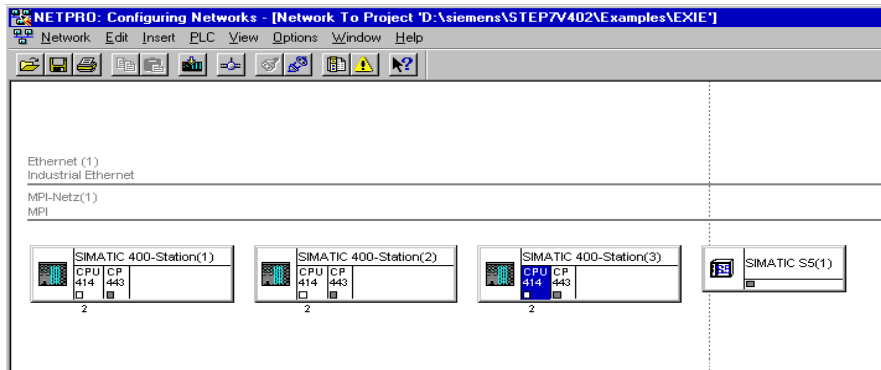 NETPRO: Configuring Networks - [Network To Project 'D:\siemens\STEP7V402\Examples\EXIE']
Network Edit Insert PLC View Options Window Help
Ethernet (1)
Industrial Ethernet
MPI-Netz(1)
MPI
SIMATIC 400-Station(1)
CPU CP
414 443
2
SIMATIC 400-Station(2)
CPU CP
414 443
2
SIMATIC 400-Station(3)
CPU CP
414 443
2
SIMATIC S5(1)